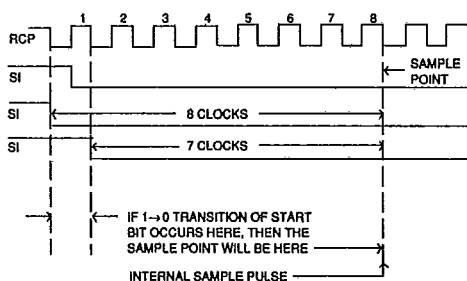 1 2 3 4 5 6 7 8
RCP
SI
SAMPLE
POINT
SI
8 CLOCKS
SI
7 CLOCKS
IF 1→0 TRANSITION OF START
BIT OCCURS HERE, THEN THE
SAMPLE POINT WILL BE HERE
INTERNAL SAMPLE PULSE